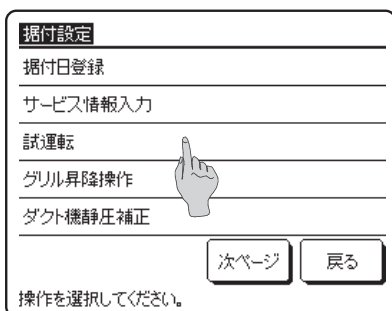 据付設定
据付日登録
サービス情報入力
試運転
グリル昇降操作
ダクト機静圧補正
次ページ 戻る
操作を選択してください。